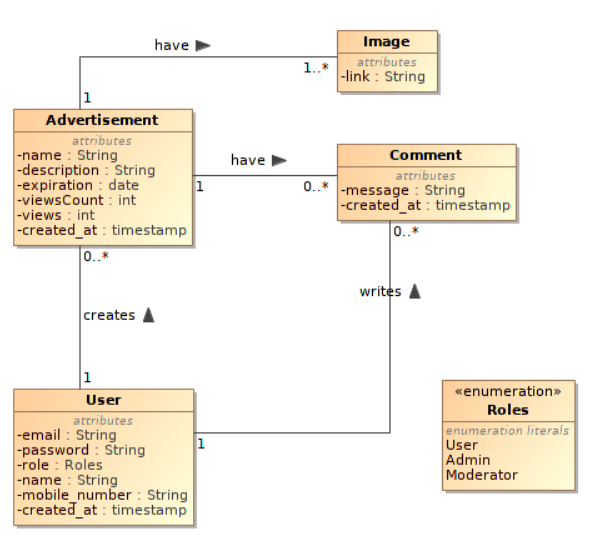 have
Image
attributes
-link : String
1..*
1
Advertisement
attributes
-name : String
-description : String
-expiration : date
-viewsCount : int
-views : int
-created_at : timestamp
have
1
0..*
Comment
attributes
-message : String
-created_at : timestamp
0..*
0..*
writes
creates
1
User
attributes
-email : String
-password : String
-role : Roles
-name : String
-mobile_number : String
-created_at : timestamp
1
«enumeration»
Roles
enumeration literals
User
Admin
Moderator